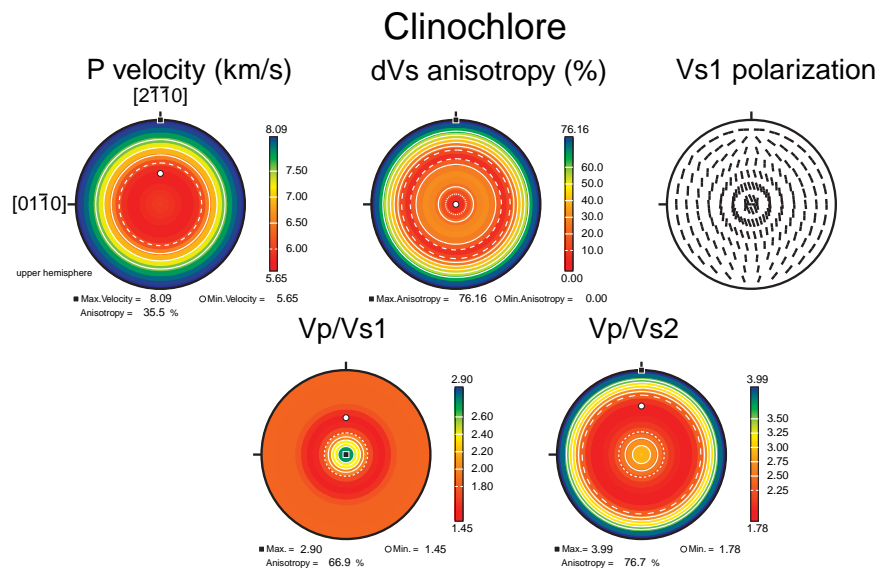 Clinochlore
P velocity (km/s)
[2͞1͞10]
8.09
7.50
7.00
6.50
6.00
5.65
[011̅0]
upper hemisphere
■ Max.Velocity = 8.09 ○ Min.Velocity = 5.65
Anisotropy = 35.5 %
dVs anisotropy (%)
76.16
60.0
50.0
40.0
30.0
20.0
10.0
0.00
■ Max.Anisotropy = 76.16 ○ Min.Anisotropy = 0.00
Vs1 polarization
Vp/Vs1
2.90
2.60
2.40
2.20
2.00
1.80
1.45
■ Max. = 2.90 ○ Min. = 1.45
Anisotropy = 66.9 %
Vp/Vs2
3.99
3.50
3.25
3.00
2.75
2.50
2.25
1.78
■ Max.= 3.99 ○ Min. = 1.78
Anisotropy = 76.7 %